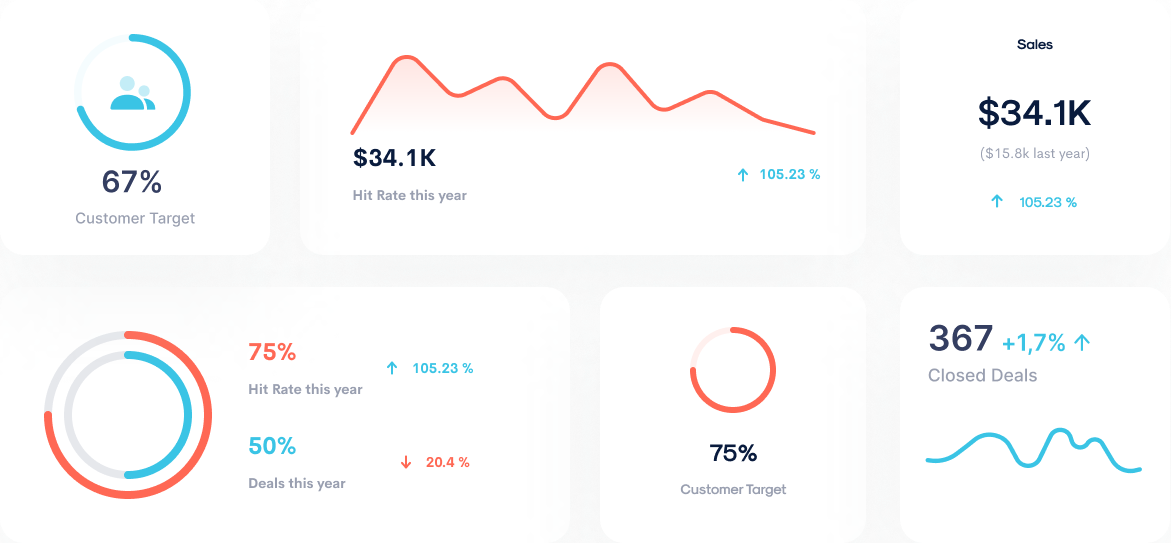 67%
Customer Target
$34.1K
Hit Rate this year
105.23 %
Sales
$34.1K
($15.8k last year)
105.23 %
75%
Hit Rate this year
105.23 %
50%
Deals this year
20.4 %
75%
Customer Target
367 +1,7%
Closed Deals